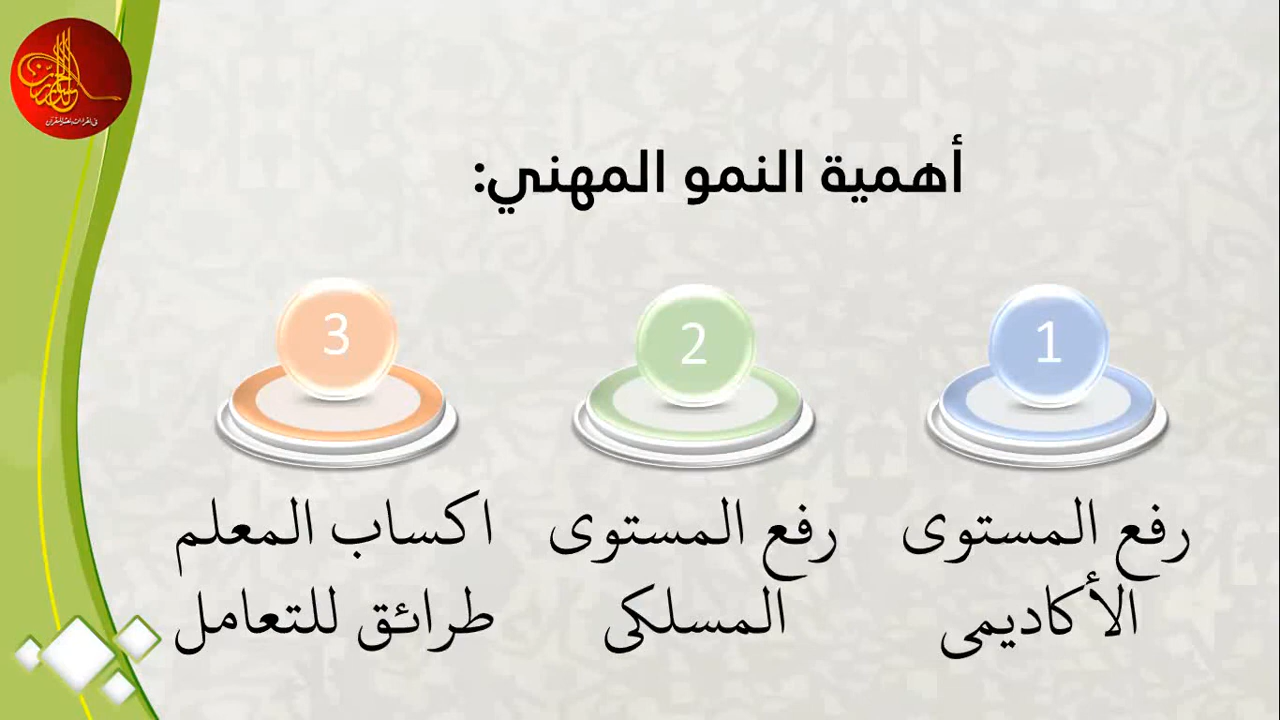 أهمية النمو المهني:
1
رفع المستوى
الأكاديمى
2
رفع المستوى
المسلكى
3
اكساب المعلم
طرائق للتعامل